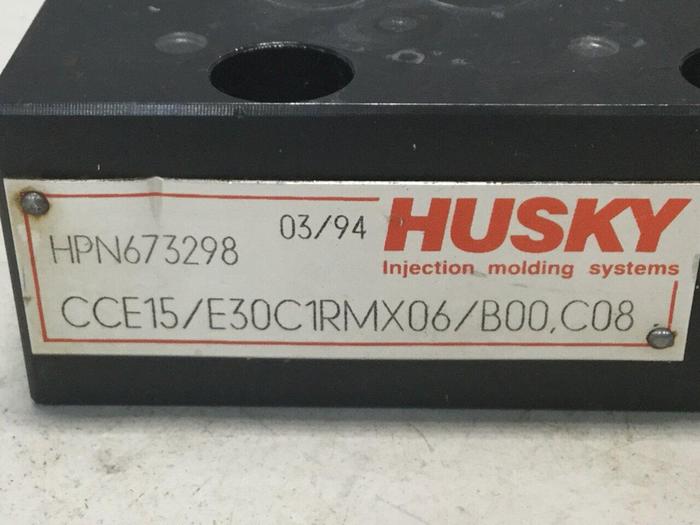 HPN673298 03/94 HUSKY
Injection molding systems
CCE15/E30C1RMX06/B00,C08